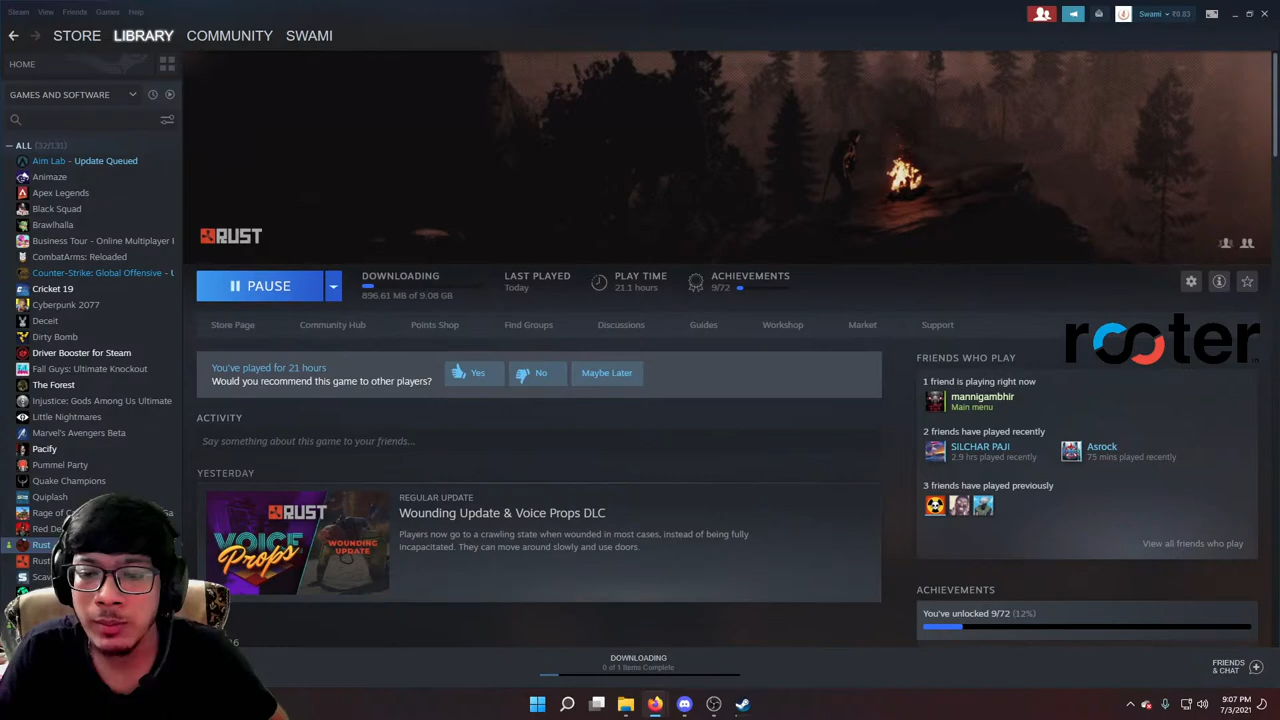 Steam View Friends Games Help
Swami ₹0.83
STORE LIBRARY COMMUNITY SWAMI
HOME
GAMES AND SOFTWARE
ALL (32/131)
Aim Lab - Update Queued
Animaze
Apex Legends
Black Squad
Brawlhalla
Business Tour - Online Multiplayer
CombatArms: Reloaded
Counter-Strike: Global Offensive - U
Cricket 19
Cyberpunk 2077
Deceit
Dirty Bomb
Driver Booster for Steam
Fall Guys: Ultimate Knockout
The Forest
Injustice: Gods Among Us Ultimate
Little Nightmares
Marvel's Avengers Beta
Pacify
Pummel Party
Quake Champions
Quiplash
Rage of
Red De
Rust
Rust
Scav
RUST
PAUSE
DOWNLOADING
896.61 MB of 9.08 GB
LAST PLAYED
Today
PLAY TIME
21.1 hours
ACHIEVEMENTS
9/72
Store Page Community Hub Points Shop Find Groups Discussions Guides Workshop Market Support
rooter
You've played for 21 hours
Would you recommend this game to other players?
Yes No Maybe Later
ACTIVITY
Say something about this game to your friends...
YESTERDAY
RUST
VOICE Props
WOUNDING UPDATE
REGULAR UPDATE
Wounding Update & Voice Props DLC
Players now go to a crawling state when wounded in most cases, instead of being fully
incapacitated. They can move around slowly and use doors.
FRIENDS WHO PLAY
1 friend is playing right now
mannigambhir
Main menu
2 friends have played recently
SILCHAR PAJI
2.9 hrs played recently
Asrock
75 mins played recently
3 friends have played previously
View all friends who play
ACHIEVEMENTS
You've unlocked 9/72 (12%)
DOWNLOADING
0 of 1 Items Complete
FRIENDS
& CHAT
9:07 PM
7/3/2021